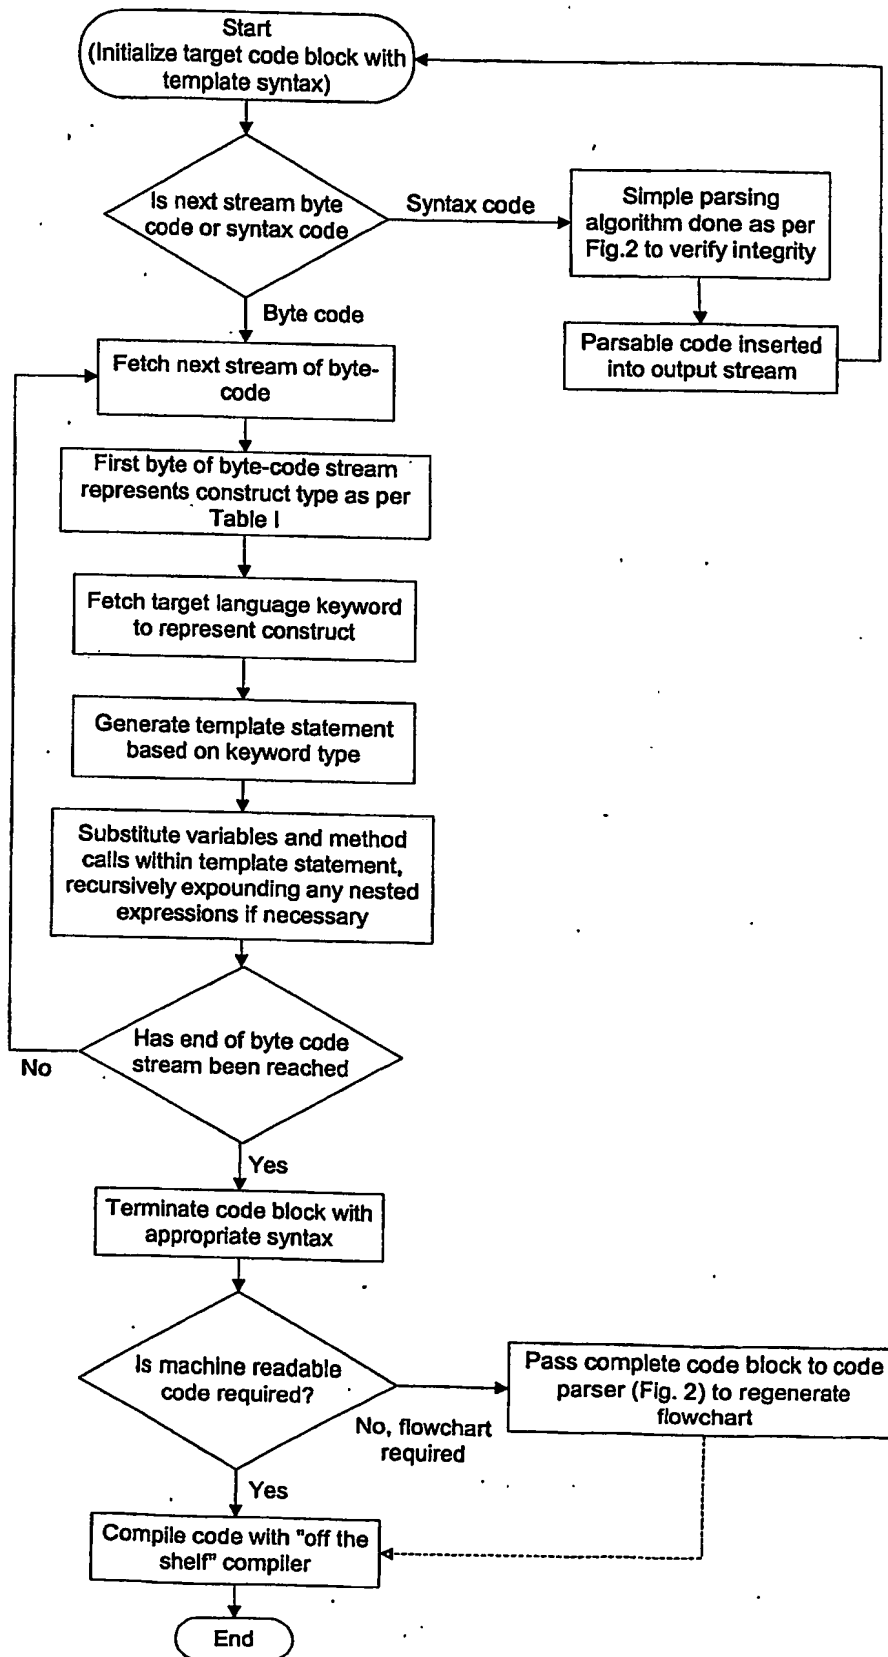 Start
(Initialize target code block with
template syntax)
Is next stream byte
code or syntax code
Syntax code
Simple parsing
algorithm done as per
Fig.2 to verify integrity
Byte code
Parsable code inserted
into output stream
Fetch next stream of byte-
code
First byte of byte-code stream
represents construct type as per
Table I
Fetch target language keyword
to represent construct
Generate template statement
based on keyword type
Substitute variables and method
calls within template statement,
recursively expounding any nested
expressions if necessary
Has end of byte code
stream been reached
No
Yes
Terminate code block with
appropriate syntax
Is machine readable
code required?
No, flowchart
required
Pass complete code block to code
parser (Fig. 2) to regenerate
flowchart
Yes
Compile code with "off the
shelf" compiler
End